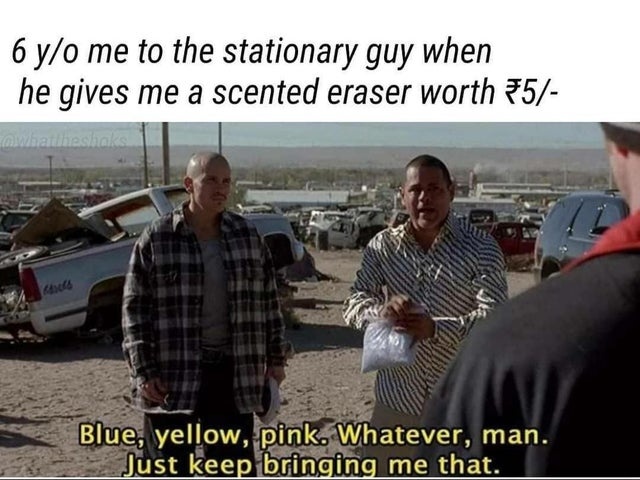 6 y/o me to the stationary guy when
he gives me a scented eraser worth ₹5/-
@whattheshoks
Blue, yellow, pink. Whatever, man.
Just keep bringing me that.